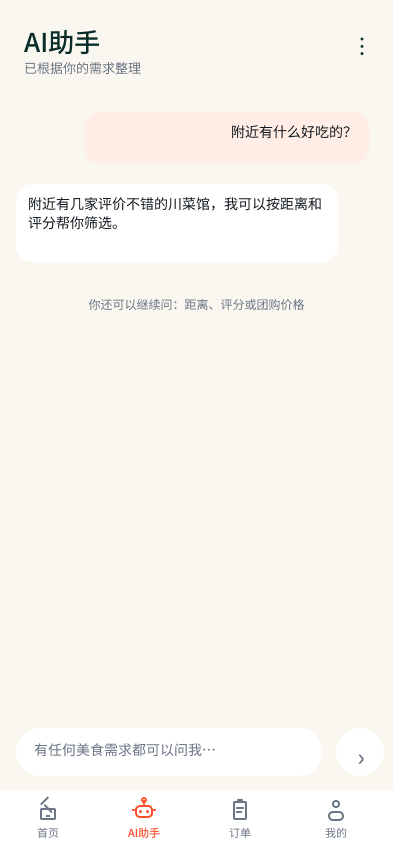 AI助手
已根据你的需求整理
附近有什么好吃的？
附近有几家评价不错的川菜馆，我可以按距离和
评分帮你筛选。
你还可以继续问：距离、评分或团购价格
有任何美食需求都可以问我…
首页
AI助手
订单
我的